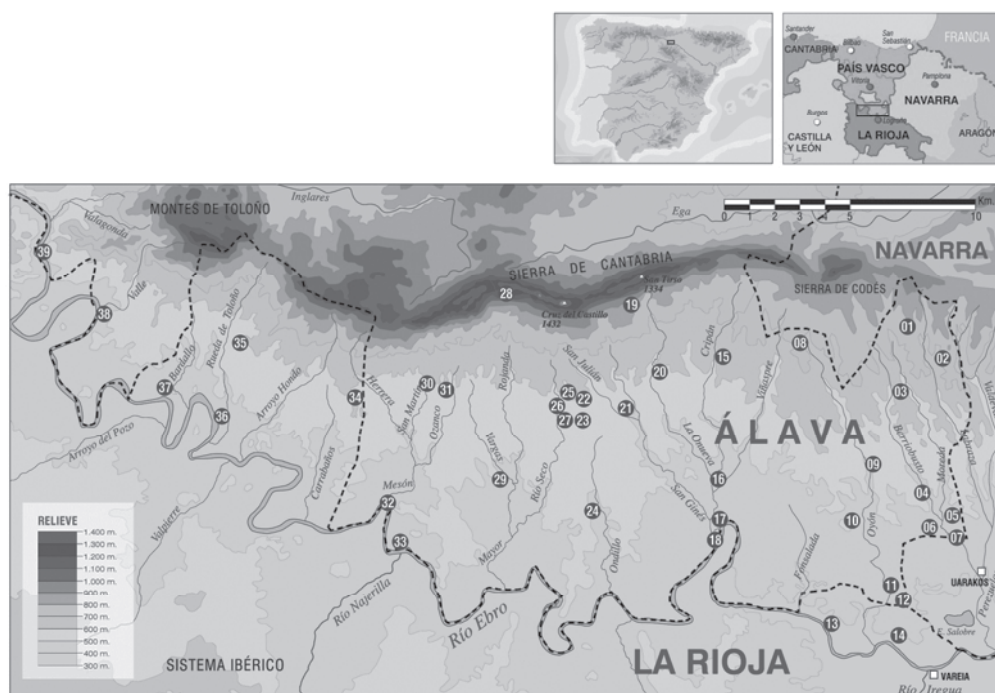 Santander
CANTABRIA
Bilbao
San
Sebastián
FRANCIA
PAÍS VASCO
Vitoria
Pamplona
NAVARRA
Burgos
Logroño
CASTILLA
Y LEÓN
LA RIOJA
ARAGÓN
MONTES DE TOLOÑO
Inglares
Ega
Km.
0 1 2 3 4 5 10
NAVARRA
Valagonda
39
SIERRA DE CANTABRIA
San Tirso
1334
SIERRA DE CODÉS
28
19
Cruz del Castillo
1432
Valle
38
Rueda de Toloño
35
01
02
08
Cripán
15
Bardallo
37
Arroyo Hondo
36
34
Herrera
San Martín
30
31
Ozanco
Rojanda
San Julián
20
25
22
26
27
23
21
Viñaspre
03
ÁLAVA
Arroyo del Pozo
Carrabaños
Valpierre
Mesón
32
33
Yargar
29
Río Seco
24
La Onueva
16
San Ginés
17
18
09
Barriobusto
Moreda
04
05
06
07
10
Oyón
RELIEVE
1.400 m.
1.300 m.
1.200 m.
1.100 m.
1.000 m.
900 m.
800 m.
700 m.
600 m.
500 m.
400 m.
300 m.
Mayor
Río Najerilla
Río Ebro
Fonsalada
UARAKOS
11
12
13
14
E. Salobre
SISTEMA IBÉRICO
LA RIOJA
VAREIA
Río Iregua